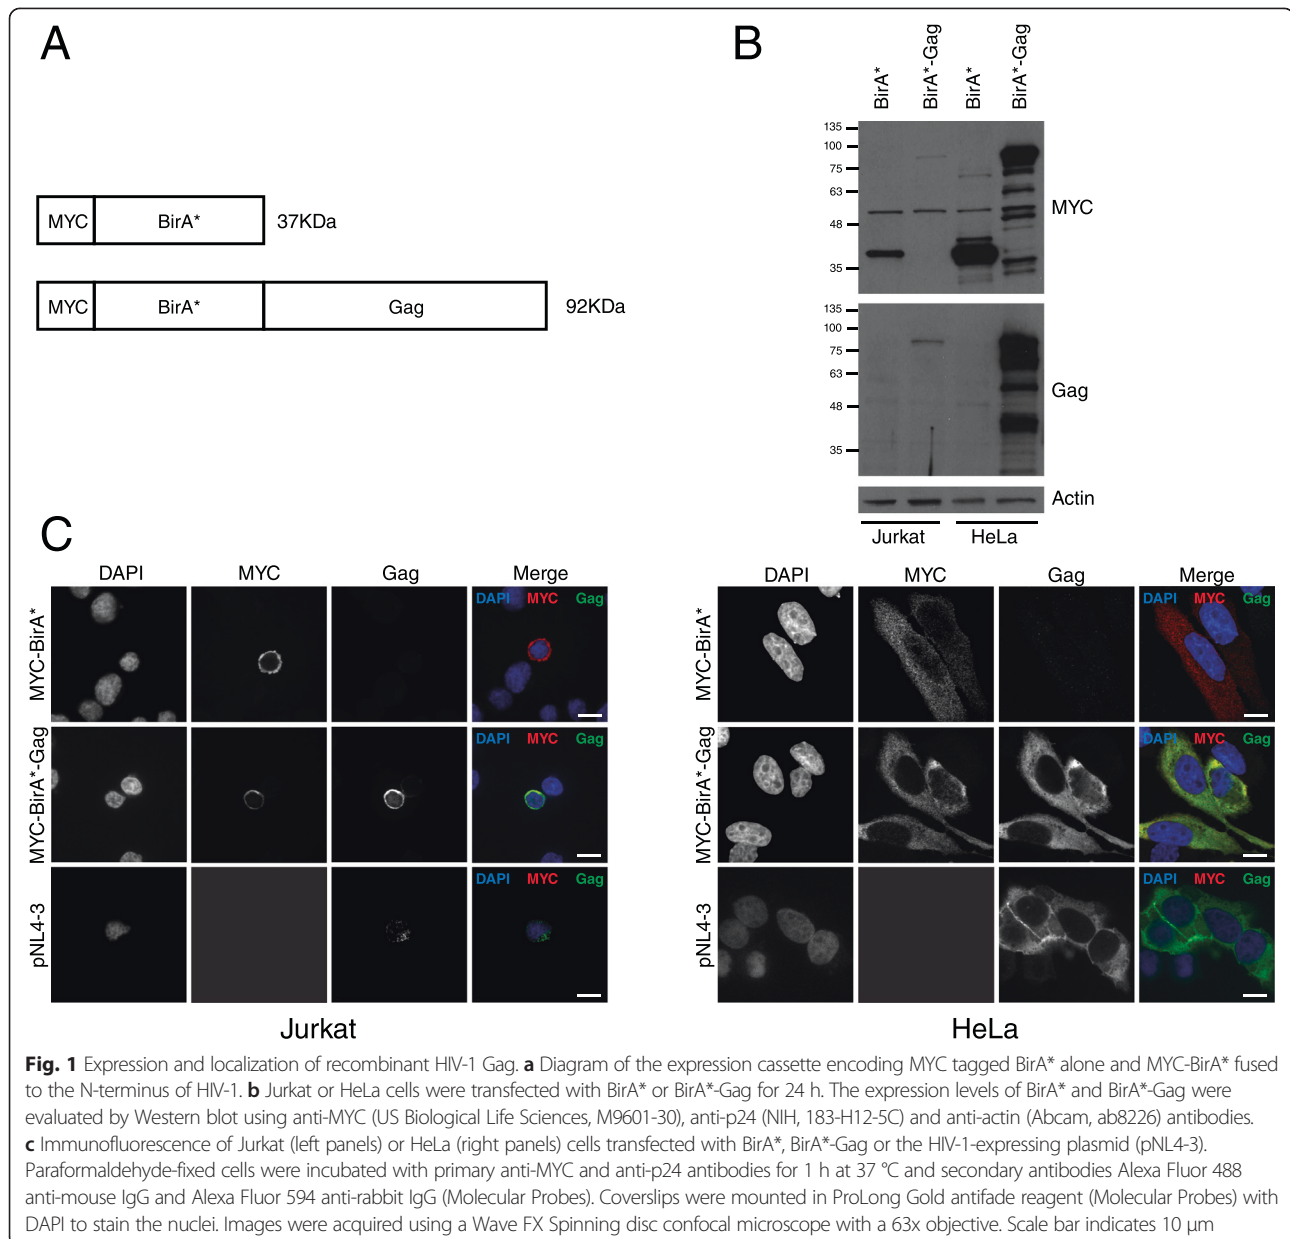 A
MYC BirA* 37KDa
MYC BirA* Gag 92KDa
B
BirA* BirA*-Gag BirA* BirA*-Gag
135
100
75
63
48
35
MYC
135
100
75
63
48
35
Gag
Actin
Jurkat HeLa
C
DAPI MYC Gag Merge
MYC-BirA*
DAPI MYC Gag
MYC-BirA*-Gag
DAPI MYC Gag
pNL4-3
DAPI MYC Gag
Jurkat
DAPI MYC Gag Merge
MYC-BirA*
DAPI MYC Gag
MYC-BirA*-Gag
DAPI MYC Gag
pNL4-3
DAPI MYC Gag
HeLa
Fig. 1 Expression and localization of recombinant HIV-1 Gag. a Diagram of the expression cassette encoding MYC tagged BirA* alone and MYC-BirA* fused
to the N-terminus of HIV-1. b Jurkat or HeLa cells were transfected with BirA* or BirA*-Gag for 24 h. The expression levels of BirA* and BirA*-Gag were
evaluated by Western blot using anti-MYC (US Biological Life Sciences, M9601-30), anti-p24 (NIH, 183-H12-5C) and anti-actin (Abcam, ab8226) antibodies.
c Immunofluorescence of Jurkat (left panels) or HeLa (right panels) cells transfected with BirA*, BirA*-Gag or the HIV-1-expressing plasmid (pNL4-3).
Paraformaldehyde-fixed cells were incubated with primary anti-MYC and anti-p24 antibodies for 1 h at 37 °C and secondary antibodies Alexa Fluor 488
anti-mouse IgG and Alexa Fluor 594 anti-rabbit IgG (Molecular Probes). Coverslips were mounted in ProLong Gold antifade reagent (Molecular Probes) with
DAPI to stain the nuclei. Images were acquired using a Wave FX Spinning disc confocal microscope with a 63x objective. Scale bar indicates 10 μm